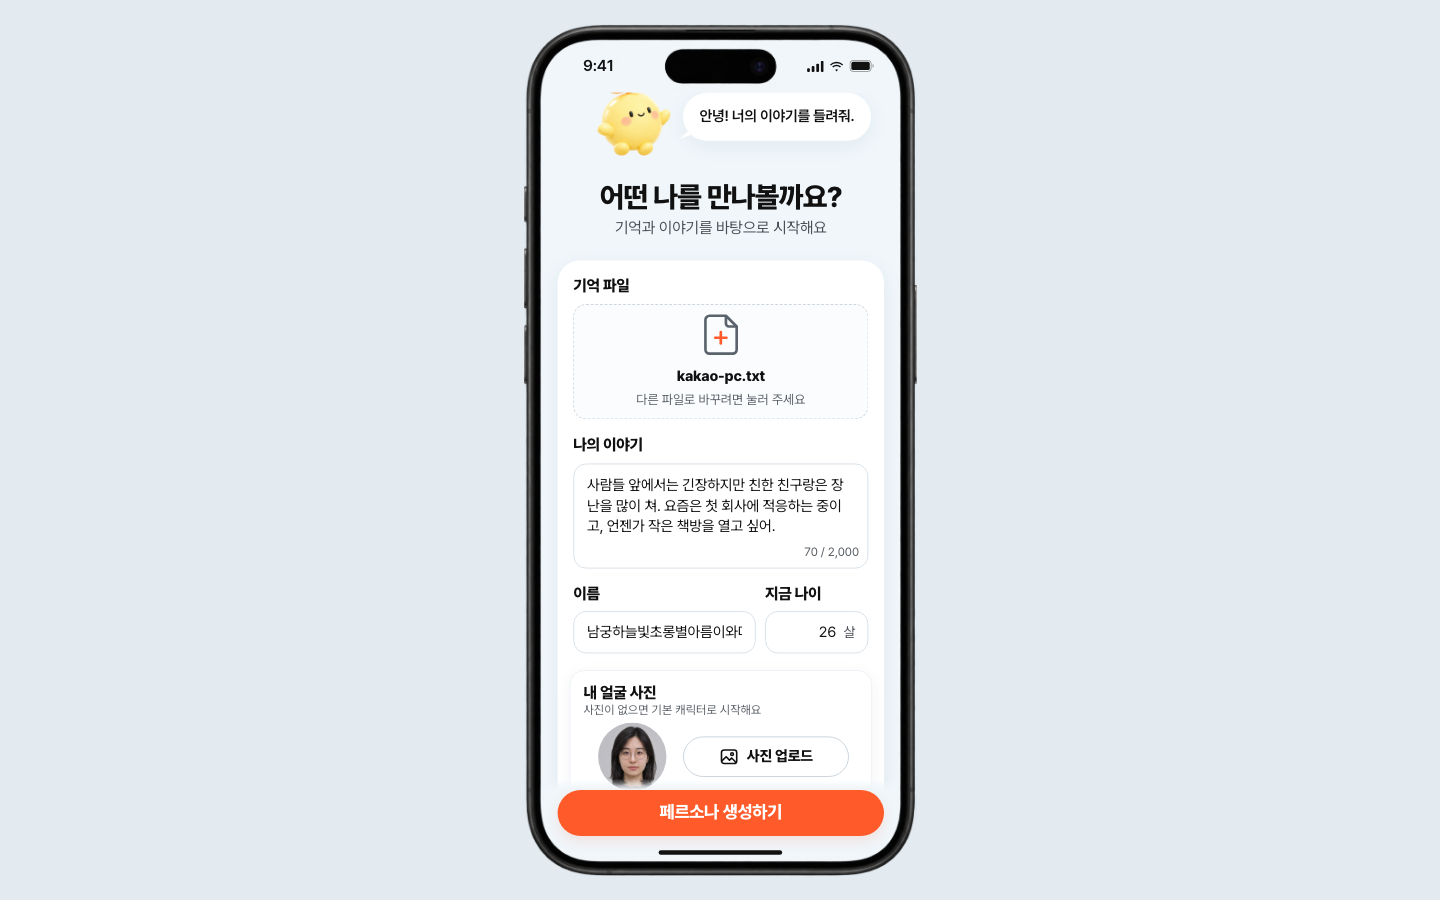 9:41
안녕! 너의 이야기를 들려줘.
어떤 나를 만나볼까요?
기억과 이야기를 바탕으로 시작해요
기억 파일
kakao-pc.txt
다른 파일로 바꾸려면 눌러 주세요
나의 이야기
사람들 앞에서는 긴장하지만 친한 친구랑은 장
난을 많이 쳐. 요즘은 첫 회사에 적응하는 중이
고, 언젠가 작은 책방을 열고 싶어.
70 / 2,000
이름
지금 나이
남궁하늘빛초롱별아름이와
26 살
내 얼굴 사진
사진이 없으면 기본 캐릭터로 시작해요
사진 업로드
페르소나 생성하기